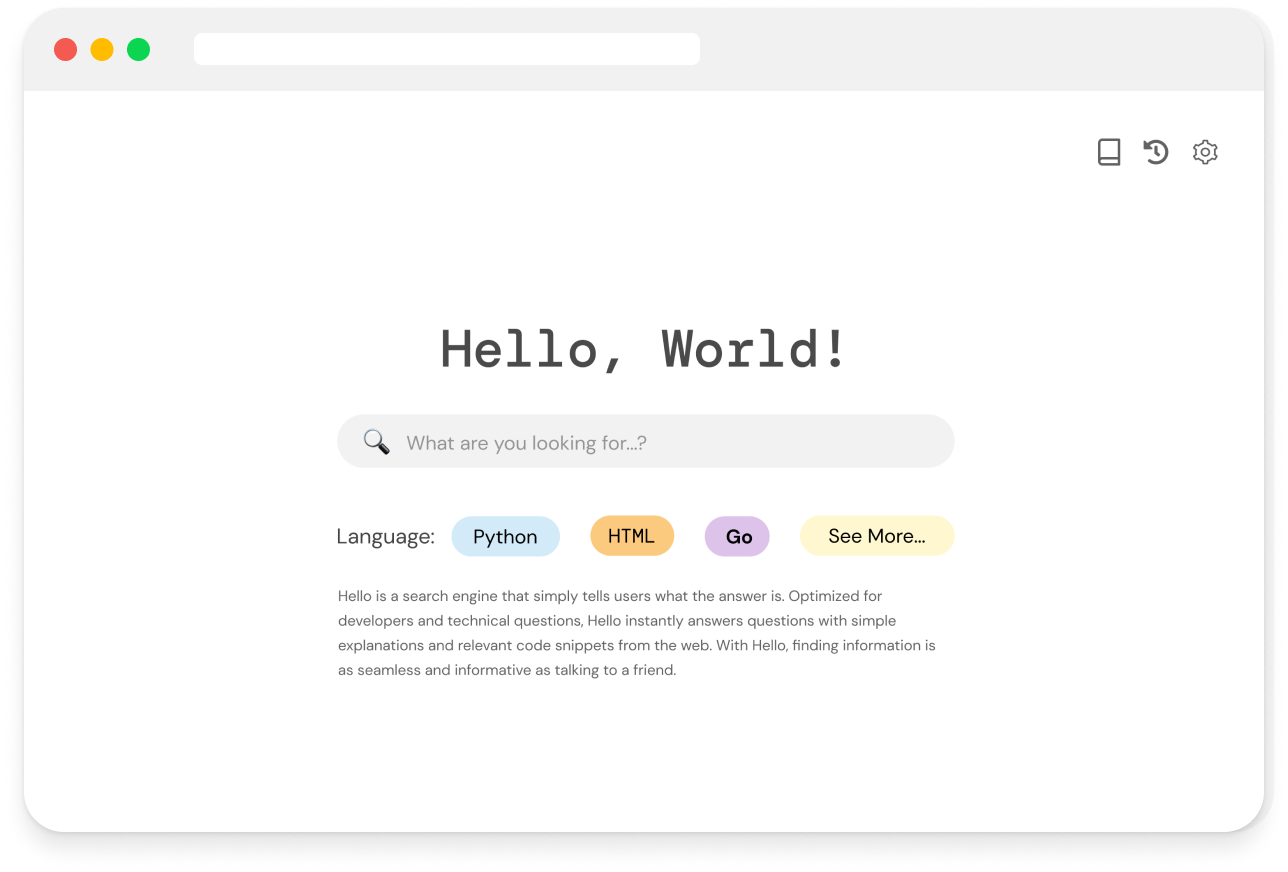 Hello, World!
What are you looking for...?
Language: Python HTML Go See More...
Hello is a search engine that simply tells users what the answer is. Optimized for
developers and technical questions, Hello instantly answers questions with simple
explanations and relevant code snippets from the web. With Hello, finding information is
as seamless and informative as talking to a friend.